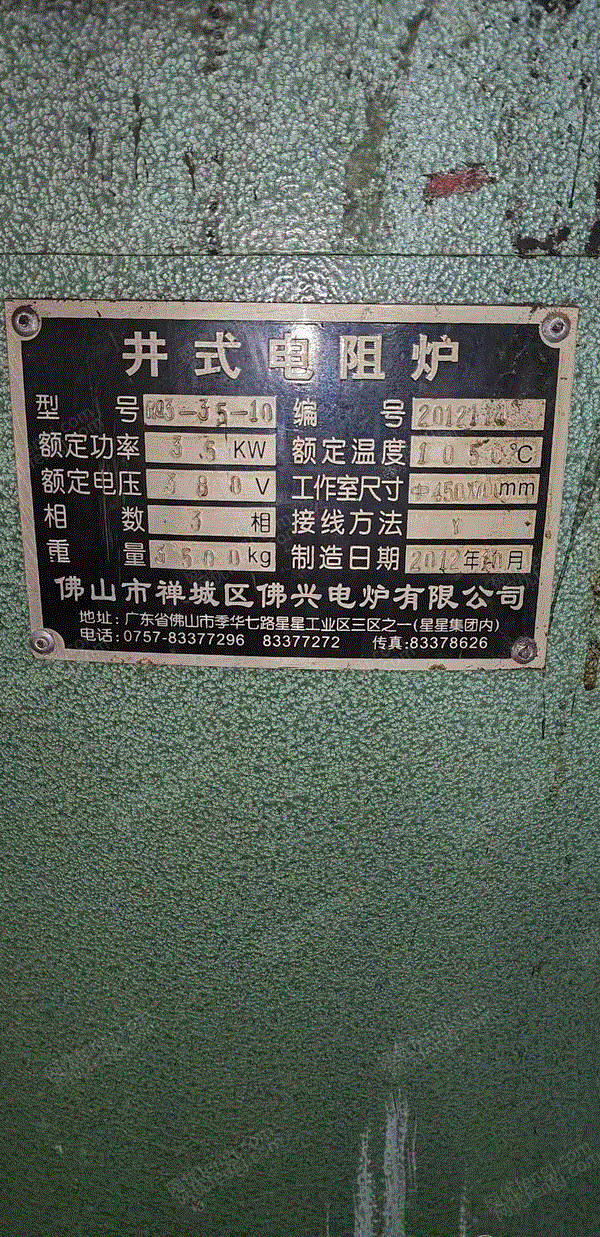 井式电阻炉
型号 RQ3-35-10 编号
额定功率 35 KW 额定温度 1050 ℃
额定电压 380 V 工作室尺寸 mm
相数 3 相 接线方法 Y
重量 3500 kg 制造日期 2012 年 10 月
佛山市禅城区佛兴电炉有限公司
地址: 广东省佛山市季华七路星星工业区三区之一(星星集团内)
电话: 0757-83377296 83377272 传真: 83378626